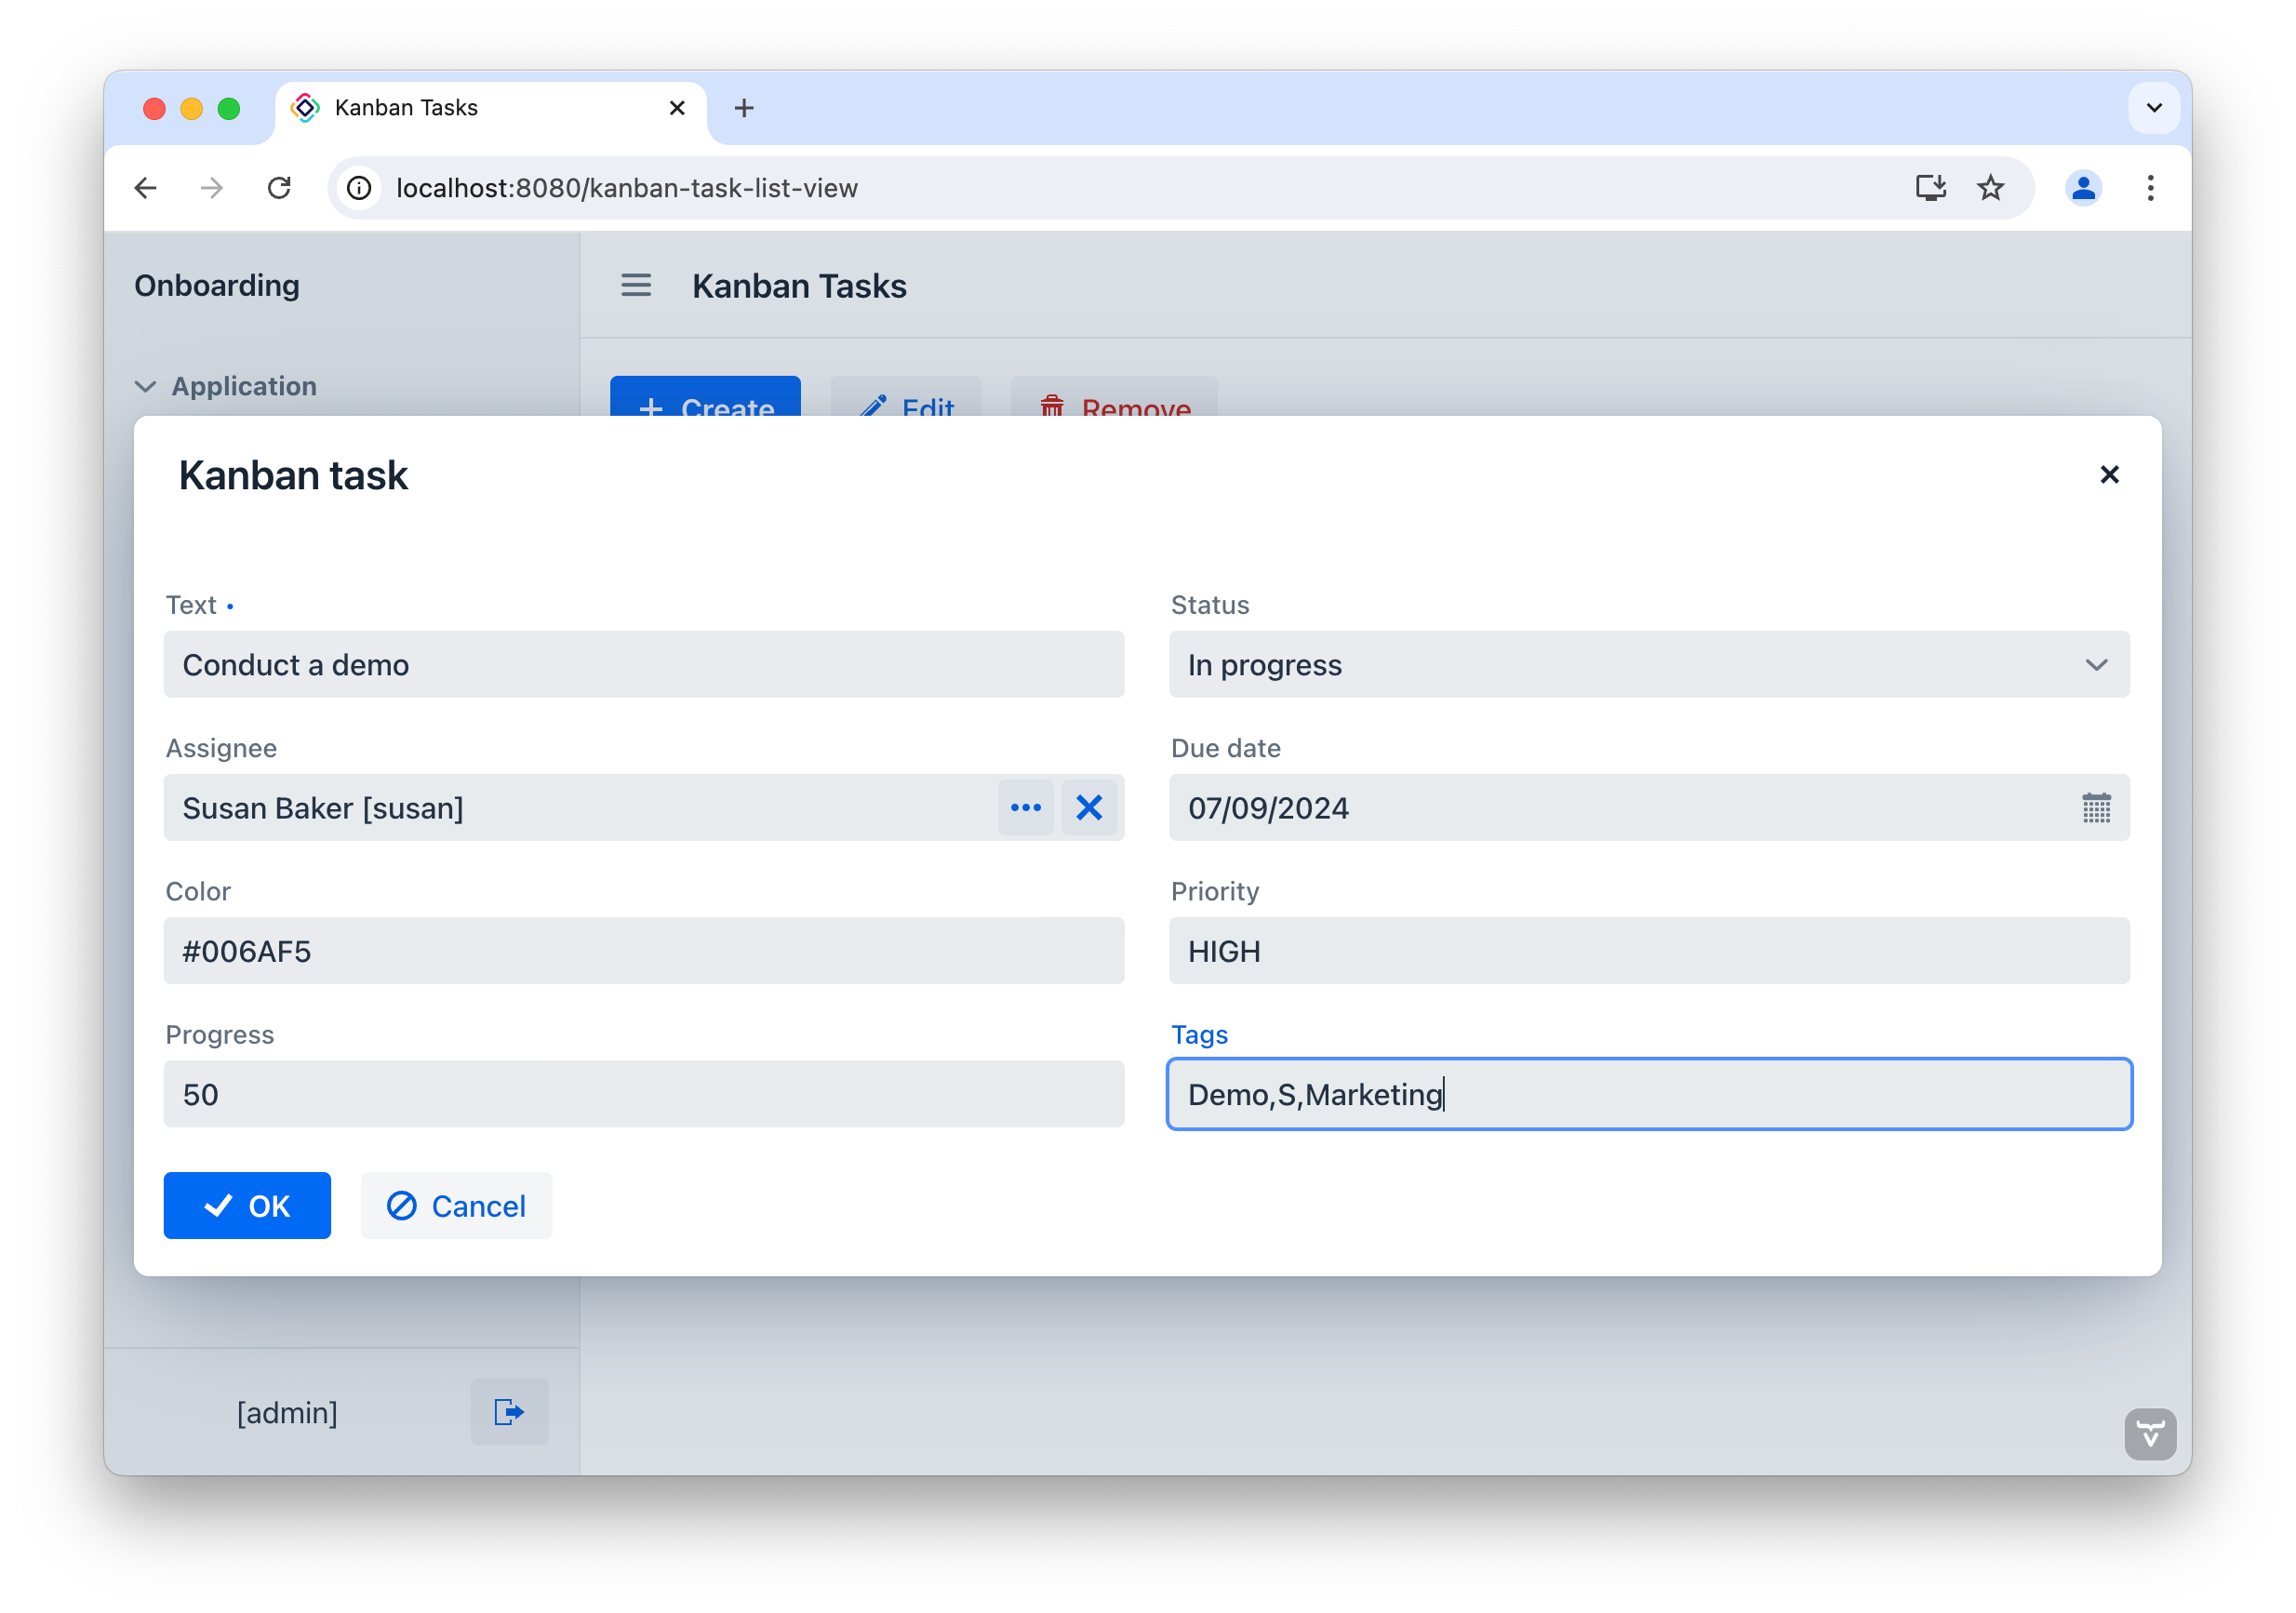 Kanban Tasks
localhost:8080/kanban-task-list-view
Onboarding
Kanban Tasks
Application
Create Edit Remove
Kanban task
Text
Conduct a demo
Status
In progress
Assignee
Susan Baker [susan]
Due date
07/09/2024
Color
#006AF5
Priority
HIGH
Progress
50
Tags
Demo,S,Marketing
OK Cancel
[admin]